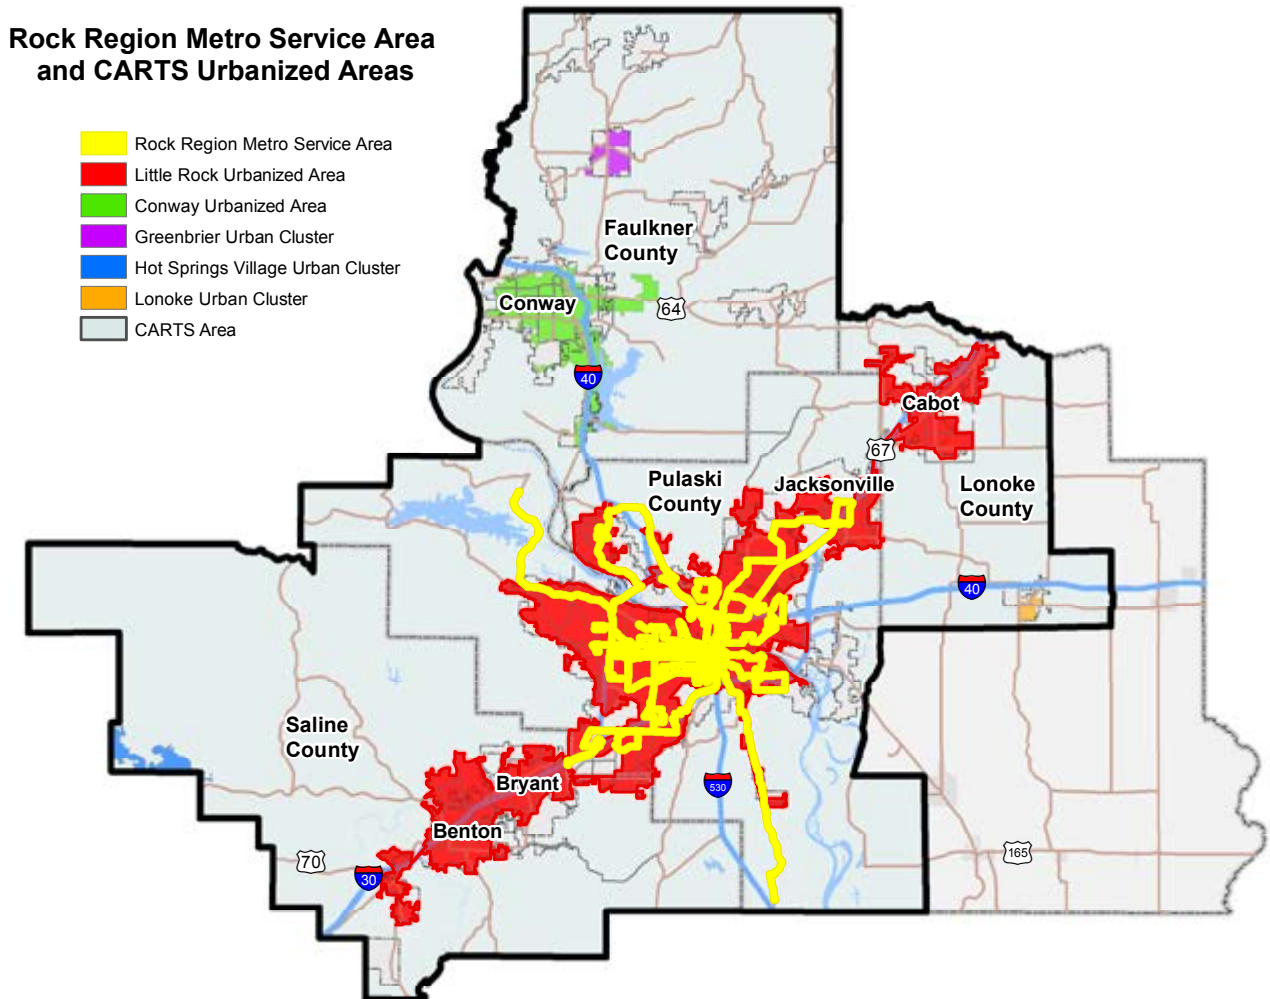 Rock Region Metro Service Area
and CARTS Urbanized Areas
Rock Region Metro Service Area
Little Rock Urbanized Area
Conway Urbanized Area
Greenbrier Urban Cluster
Hot Springs Village Urban Cluster
Lonoke Urban Cluster
CARTS Area
Faulkner
County
Conway
64
40
Cabot
67
Pulaski
County
Jacksonville
Lonoke
County
40
Saline
County
Bryant
530
Benton
70
30
165